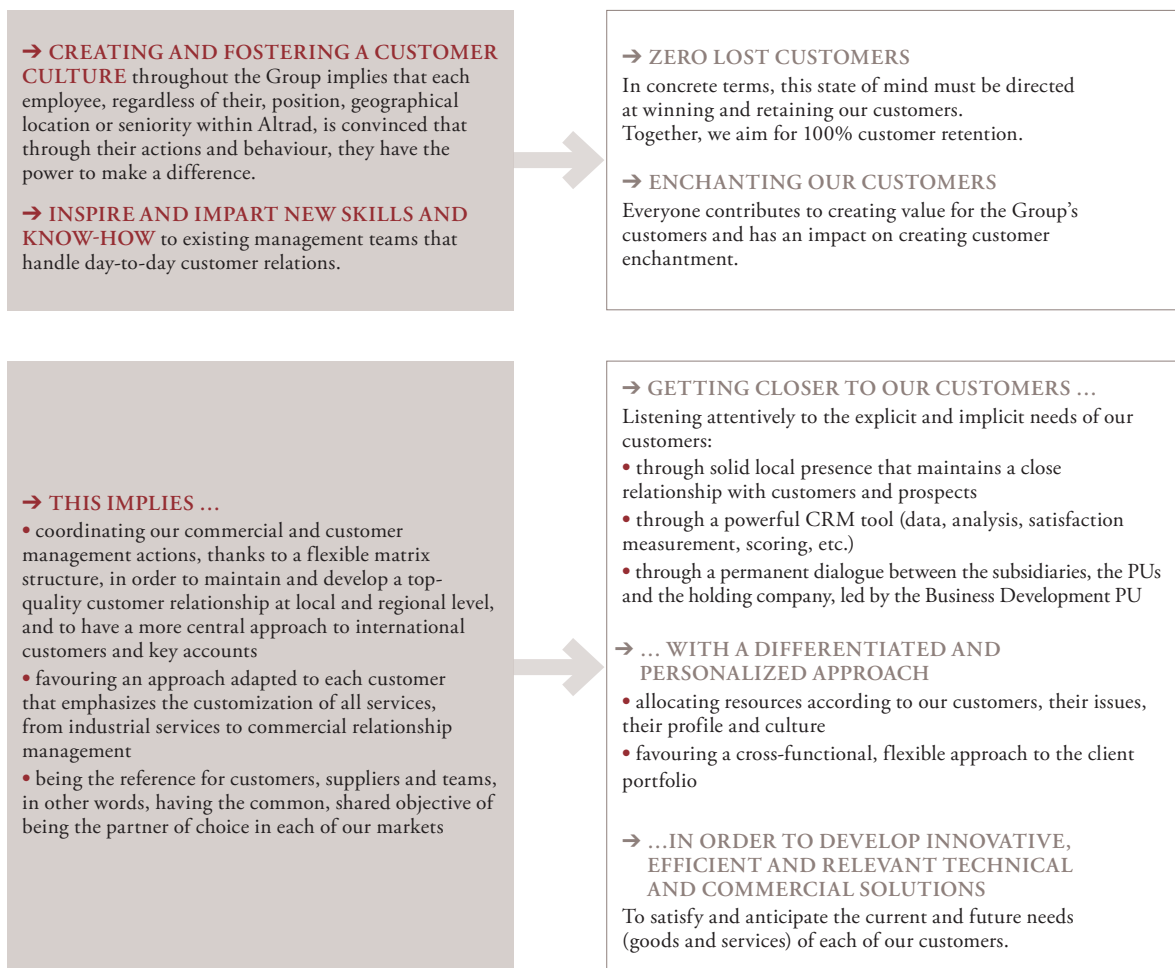 ➔ CREATING AND FOSTERING A CUSTOMER
CULTURE throughout the Group implies that each
employee, regardless of their, position, geographical
location or seniority within Altrad, is convinced that
through their actions and behaviour, they have the
power to make a difference.
➔ INSPIRE AND IMPART NEW SKILLS AND
KNOW-HOW to existing management teams that
handle day-to-day customer relations.
➔ ZERO LOST CUSTOMERS
In concrete terms, this state of mind must be directed
at winning and retaining our customers.
Together, we aim for 100% customer retention.
➔ ENCHANTING OUR CUSTOMERS
Everyone contributes to creating value for the Group’s
customers and has an impact on creating customer
enchantment.
➔ THIS IMPLIES …
• coordinating our commercial and customer
management actions, thanks to a flexible matrix
structure, in order to maintain and develop a top-
quality customer relationship at local and regional level,
and to have a more central approach to international
customers and key accounts
• favouring an approach adapted to each customer
that emphasizes the customization of all services,
from industrial services to commercial relationship
management
• being the reference for customers, suppliers and teams,
in other words, having the common, shared objective of
being the partner of choice in each of our markets
➔ GETTING CLOSER TO OUR CUSTOMERS …
Listening attentively to the explicit and implicit needs of our
customers:
• through solid local presence that maintains a close
relationship with customers and prospects
• through a powerful CRM tool (data, analysis, satisfaction
measurement, scoring, etc.)
• through a permanent dialogue between the subsidiaries, the PUs
and the holding company, led by the Business Development PU
➔ … WITH A DIFFERENTIATED AND
PERSONALIZED APPROACH
• allocating resources according to our customers, their issues,
their profile and culture
• favouring a cross-functional, flexible approach to the client
portfolio
➔ …IN ORDER TO DEVELOP INNOVATIVE,
EFFICIENT AND RELEVANT TECHNICAL
AND COMMERCIAL SOLUTIONS
To satisfy and anticipate the current and future needs
(goods and services) of each of our customers.